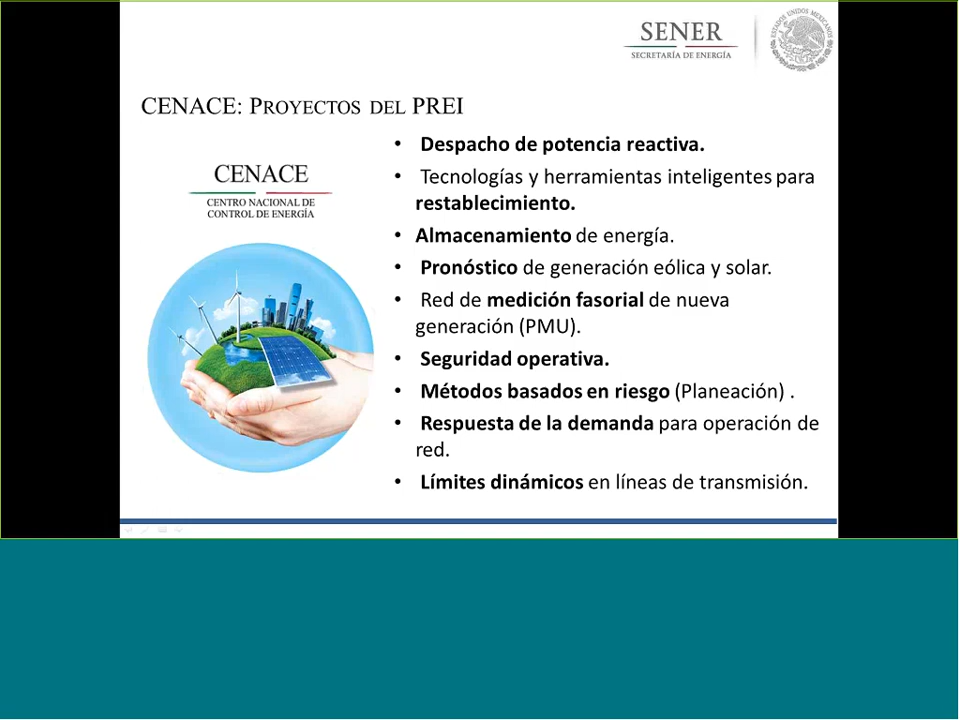 SENER
SECRETARÍA DE ENERGÍA
ESTADOS UNIDOS MEXICANOS
CENACE: PROYECTOS DEL PREI
CENACE
CENTRO NACIONAL DE
CONTROL DE ENERGÍA
• Despacho de potencia reactiva.
• Tecnologías y herramientas inteligentes para
restablecimiento.
• Almacenamiento de energía.
• Pronóstico de generación eólica y solar.
• Red de medición fasorial de nueva
generación (PMU).
• Seguridad operativa.
• Métodos basados en riesgo (Planeación) .
• Respuesta de la demanda para operación de
red.
• Límites dinámicos en líneas de transmisión.